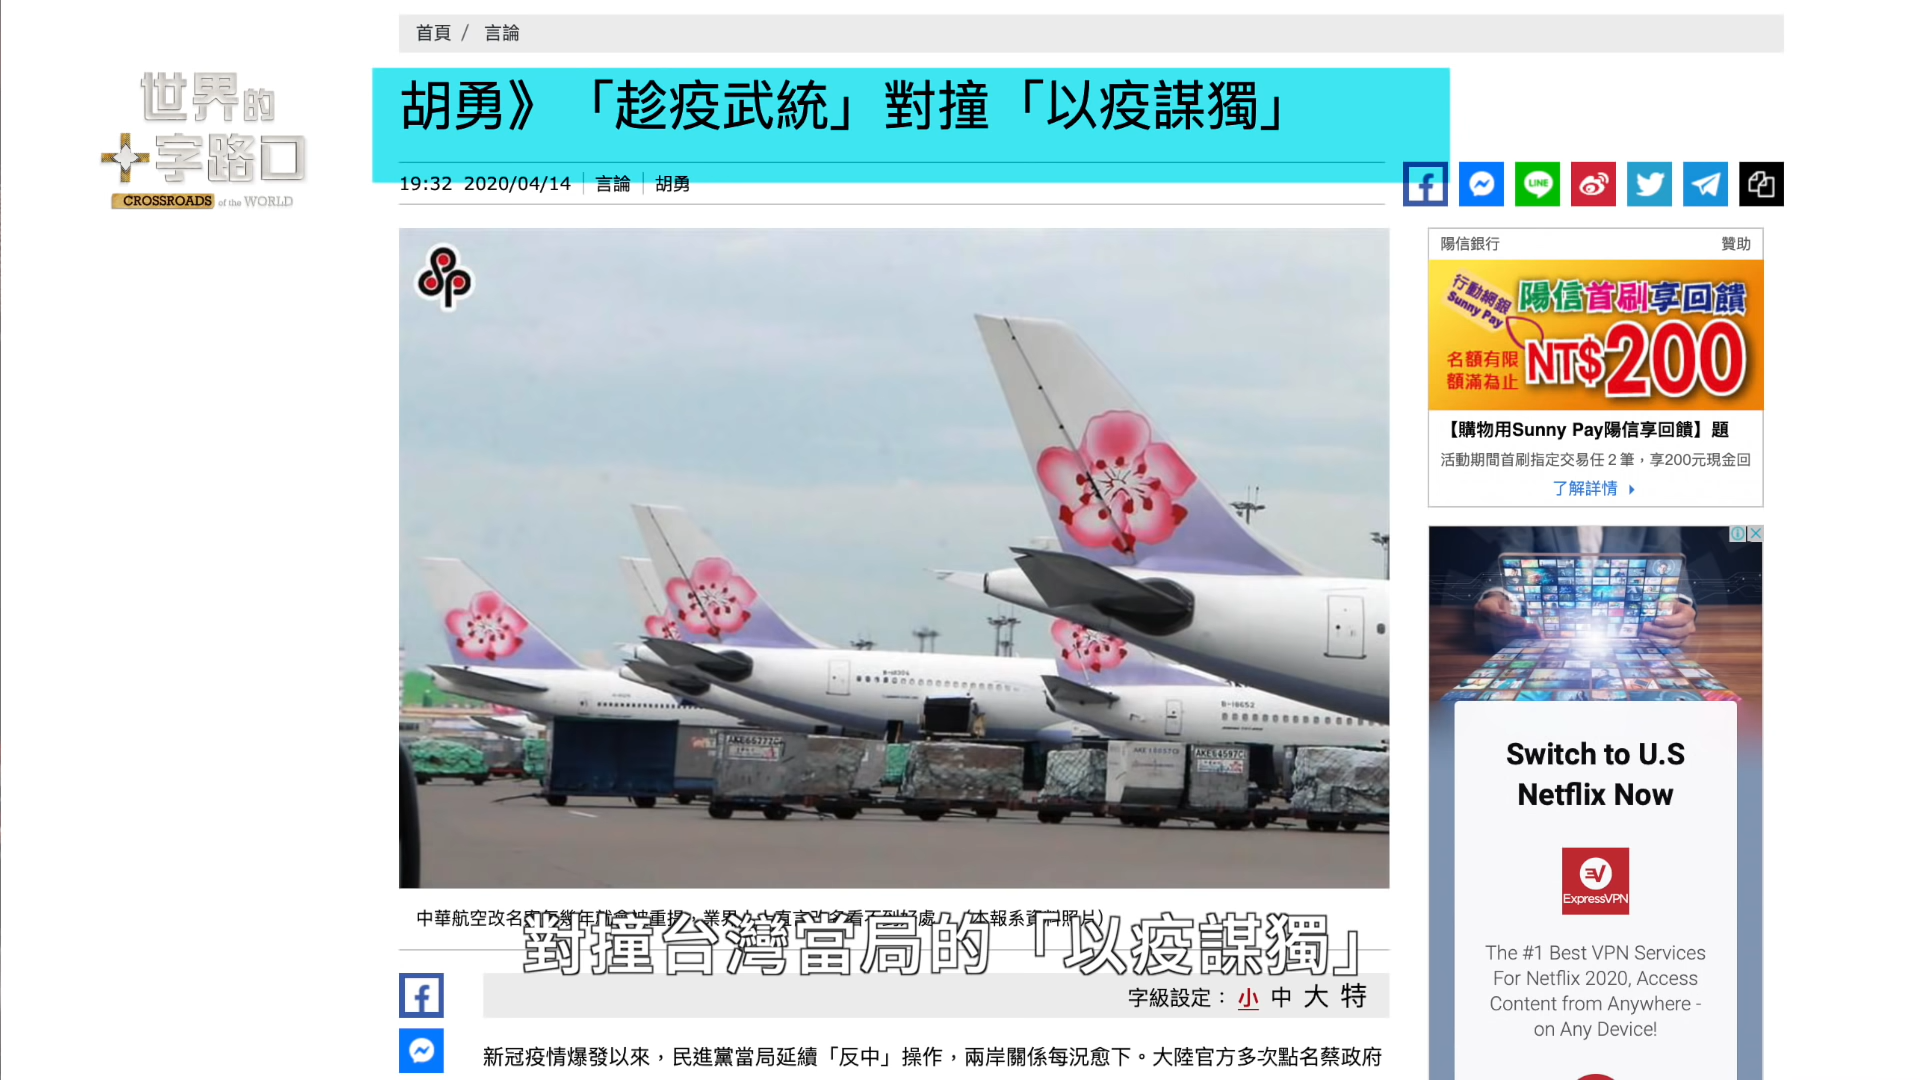 首頁 / 言論
世界的
十字路口
CROSSROADS of the WORLD
胡勇》「趁疫武統」對撞「以疫謀獨」
19:32 2020/04/14 言論 胡勇
LINE
陽信銀行 贊助
行動網銀
Sunny Pay
陽信首刷享回饋
名額有限
額滿為止
NT$200
【購物用Sunny Pay陽信享回饋】題
活動期間首刷指定交易任2筆，享200元現金回
了解詳情
B-18652
Switch to U.S
Netflix Now
ExpressVPN
The #1 Best VPN Services
For Netflix 2020, Access
Content from Anywhere -
on Any Device!
中華航空改名
對撞台灣當局的「以疫謀獨」
字級設定： 小 中 大 特
新冠疫情爆發以來，民進黨當局延續「反中」操作，兩岸關係每況愈下。大陸官方多次點名蔡政府